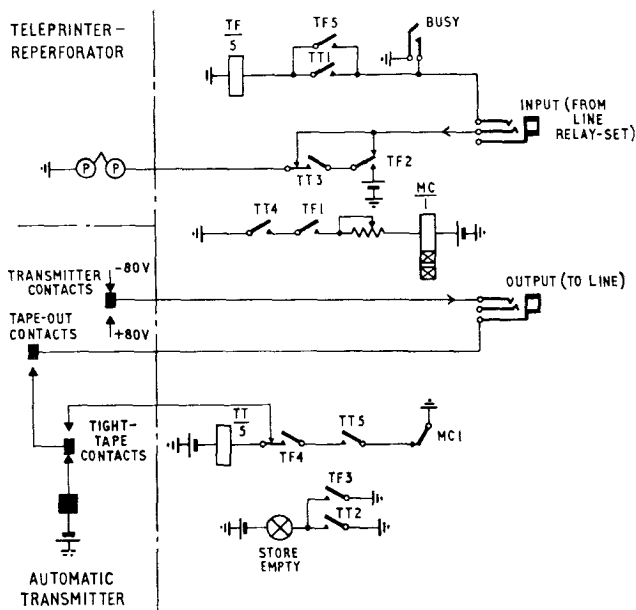 TELEPRINTER-
REPERFORATOR
TF
5
TF5
TT1
BUSY
INPUT (FROM
LINE
RELAY-SET)
P P
TT3
TF2
TT4
TF1
MC
1
TRANSMITTER
CONTACTS
-80V
+80V
OUTPUT (TO LINE)
TAPE-OUT
CONTACTS
TIGHT-
TAPE
CONTACTS
TT
5
TF4
TT5
MC1
TF3
TT2
STORE
EMPTY
AUTOMATIC
TRANSMITTER